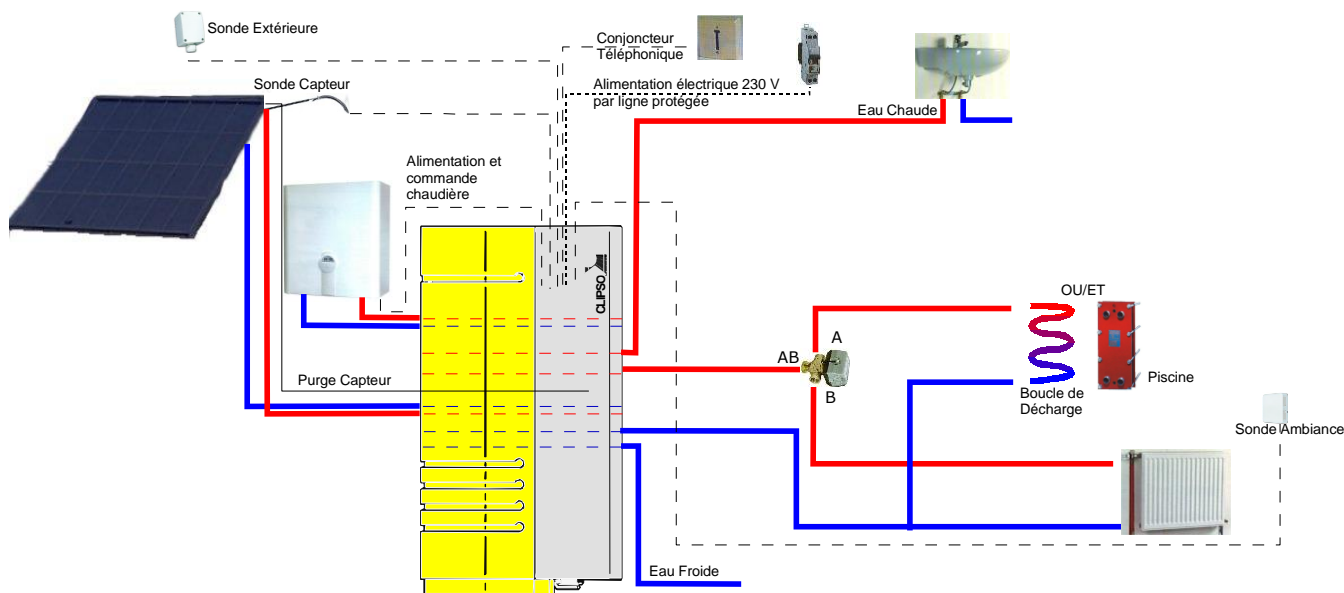 Sonde Extérieure
Conjoncteur
Téléphonique
Sonde Capteur
Alimentation électrique 230 V
par ligne protégée
Eau Chaude
Alimentation et
commande
chaudière
CLIPSO
OU/ET
A
AB
B
Purge Capteur
Piscine
Boucle de
Décharge
Sonde Ambiance
Eau Froide